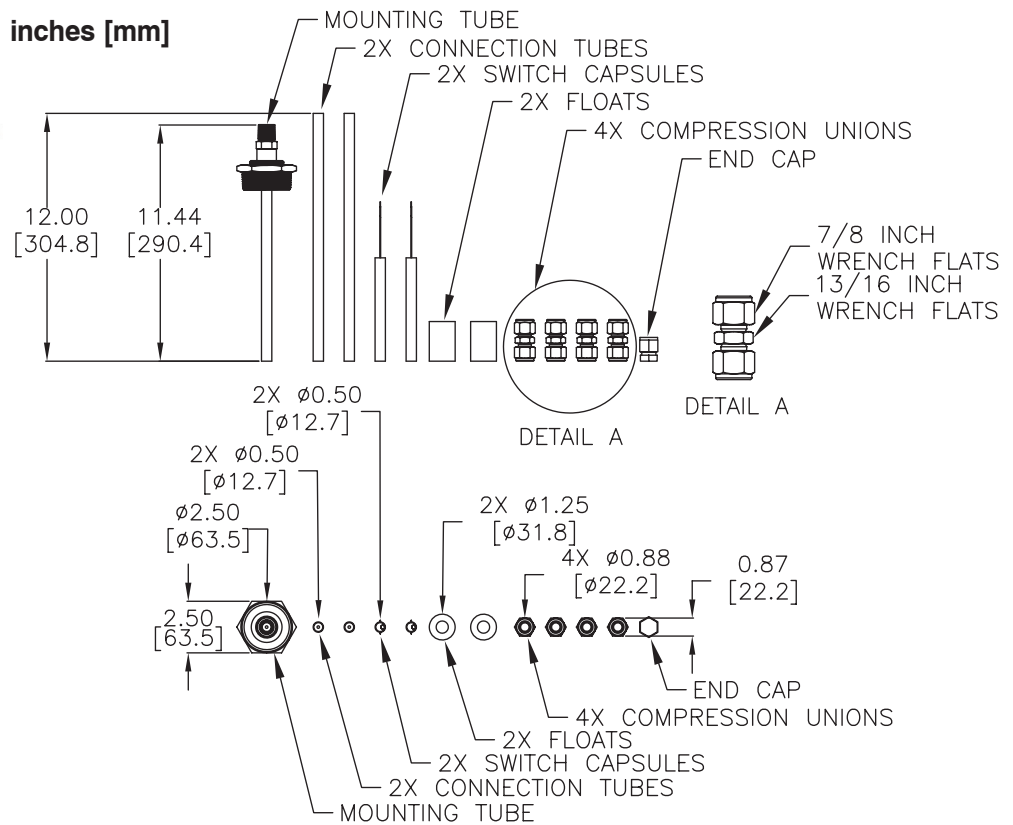 inches [mm]
MOUNTING TUBE
2X CONNECTION TUBES
2X SWITCH CAPSULES
2X FLOATS
4X COMPRESSION UNIONS
END CAP
12.00
[304.8]
11.44
[290.4]
7/8 INCH
WRENCH FLATS
13/16 INCH
WRENCH FLATS
DETAIL A
DETAIL A
2X ø0.50
[ø12.7]
2X ø0.50
[ø12.7]
ø2.50
[ø63.5]
2X ø1.25
[ø31.8]
4X ø0.88
[ø22.2]
0.87
[22.2]
2.50
[63.5]
END CAP
4X COMPRESSION UNIONS
2X FLOATS
2X SWITCH CAPSULES
2X CONNECTION TUBES
MOUNTING TUBE